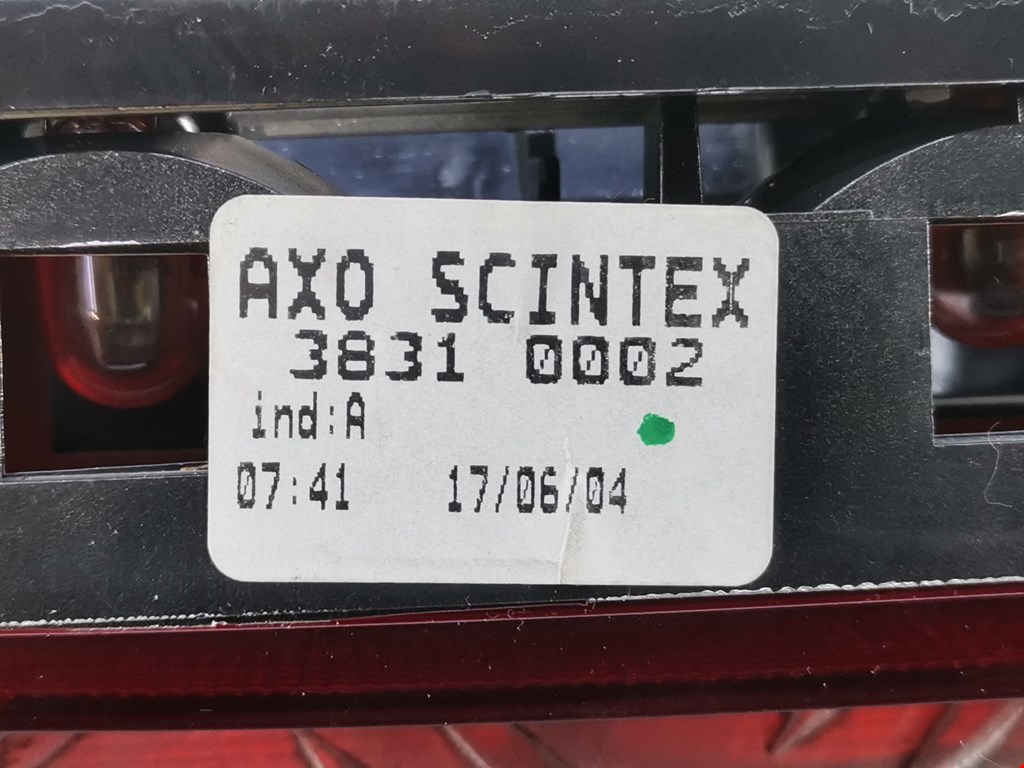 AXO SCINTEX
3831 0002
ind:A
07:41 17/06/04